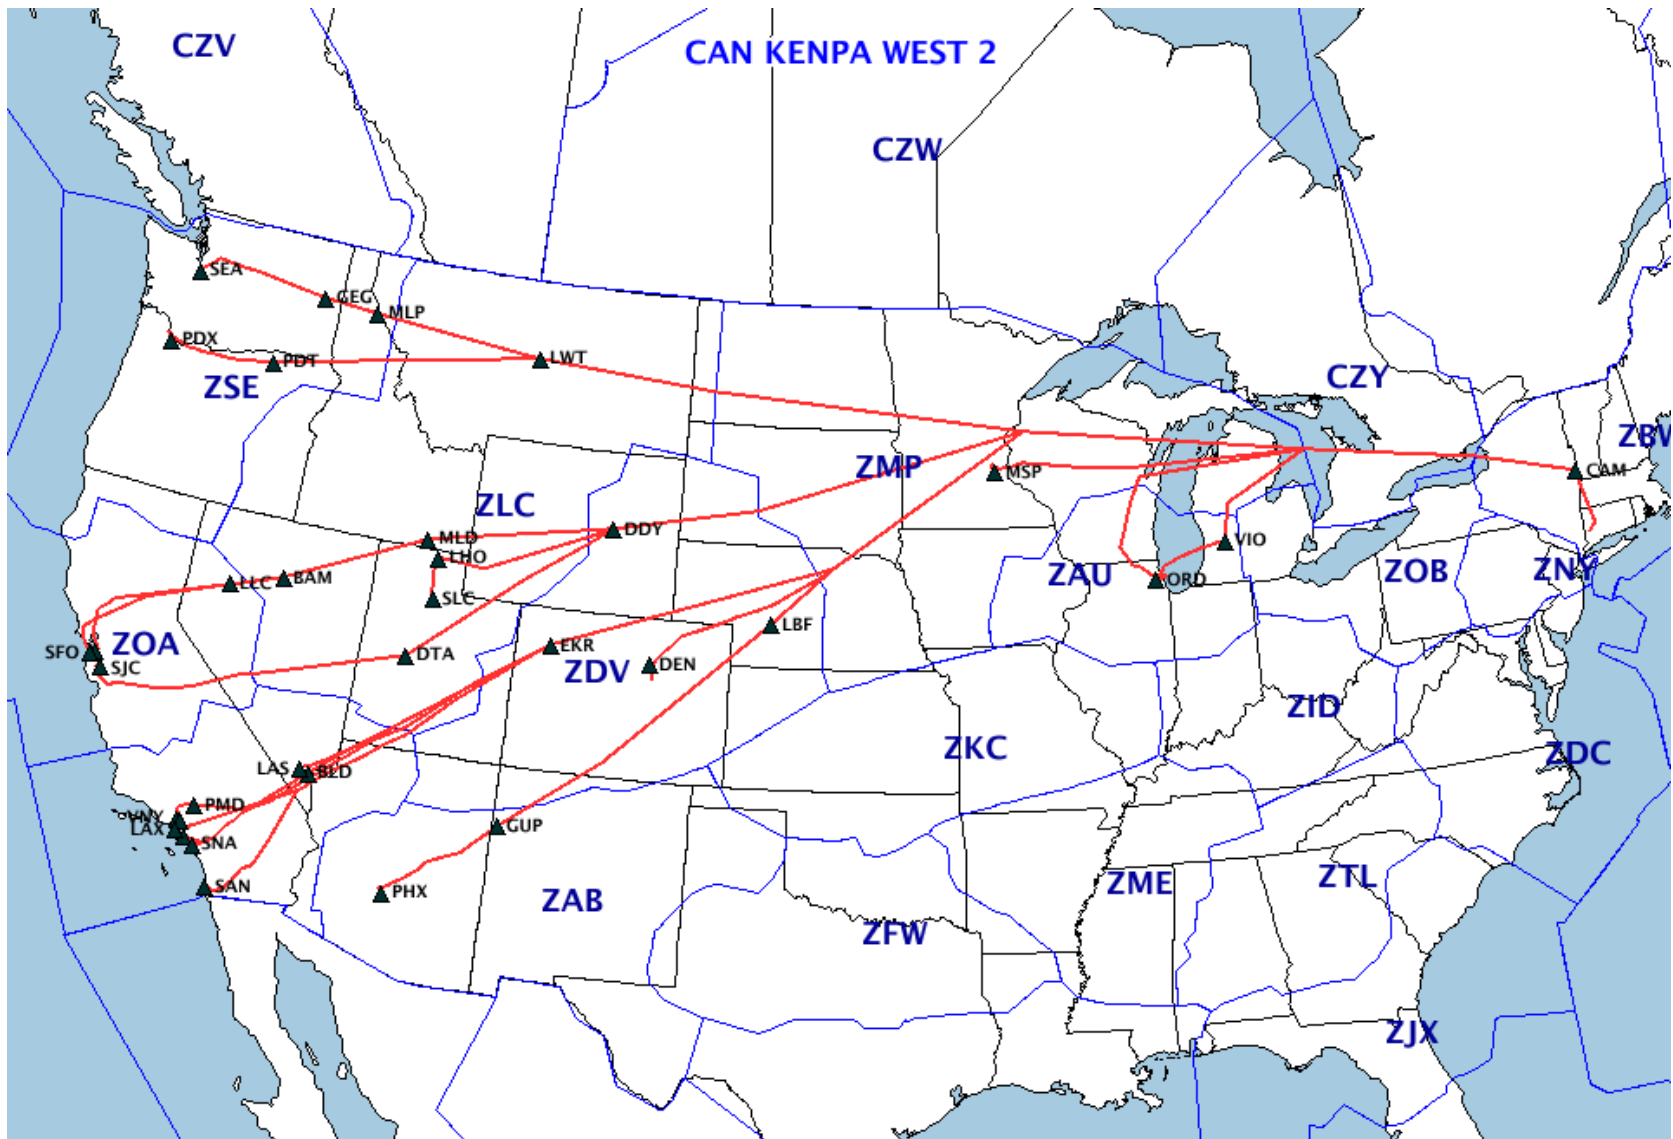 CZV
CAN KENPA WEST 2
CZW
SEA
GEG
MLP
PDX
PDT
LWT
CZY
ZSE
ZBW
ZMP
MSP
CAM
ZLC
DDY
MLD
LHO
VIO
ZAU
ORD
ZOB
ZNY
LLC
BAM
SLC
LBF
ZOA
SFO
SJC
DTA
EKR
ZDV
DEN
ZID
ZKC
ZDC
LAS
BLD
PMD
VNY
LAX
SNA
GUP
SAN
PHX
ZAB
ZME
ZTL
ZFW
ZJX